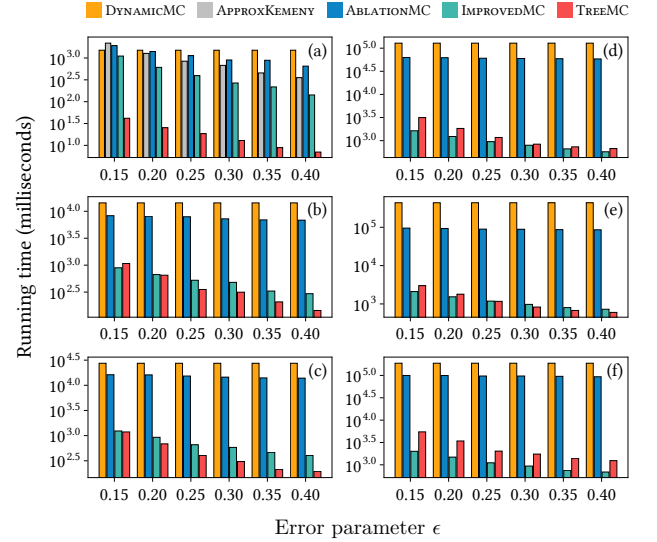 DynamicMC ApproxKemeny AblationMC ImprovedMC TreeMC
Running time (milliseconds)
(a)
10^3.0
10^2.5
10^2.0
10^1.5
10^1.0
0.15 0.20 0.25 0.30 0.35 0.40
(d)
10^5.0
10^4.5
10^4.0
10^3.5
10^3.0
0.15 0.20 0.25 0.30 0.35 0.40
(b)
10^4.0
10^3.5
10^3.0
10^2.5
0.15 0.20 0.25 0.30 0.35 0.40
(e)
10^5
10^4
10^3
0.15 0.20 0.25 0.30 0.35 0.40
(c)
10^4.5
10^4.0
10^3.5
10^3.0
10^2.5
0.15 0.20 0.25 0.30 0.35 0.40
(f)
10^5.0
10^4.5
10^4.0
10^3.5
10^3.0
0.15 0.20 0.25 0.30 0.35 0.40
Error parameter ϵ